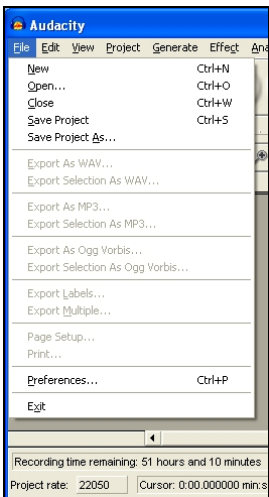 Audacity
File Edit View Project Generate Effect
New Ctrl+N
Open... Ctrl+O
Close Ctrl+W
Save Project Ctrl+S
Save Project As...
Export As WAV...
Export Selection As WAV...
Export As MP3...
Export Selection As MP3...
Export As Ogg Vorbis...
Export Selection As Ogg Vorbis...
Export Labels...
Export Multiple...
Page Setup...
Print...
Preferences... Ctrl+P
Exit
Recording time remaining: 51 hours and 10 minutes
Project rate: 22050 Cursor: 0:00.000000 min:s